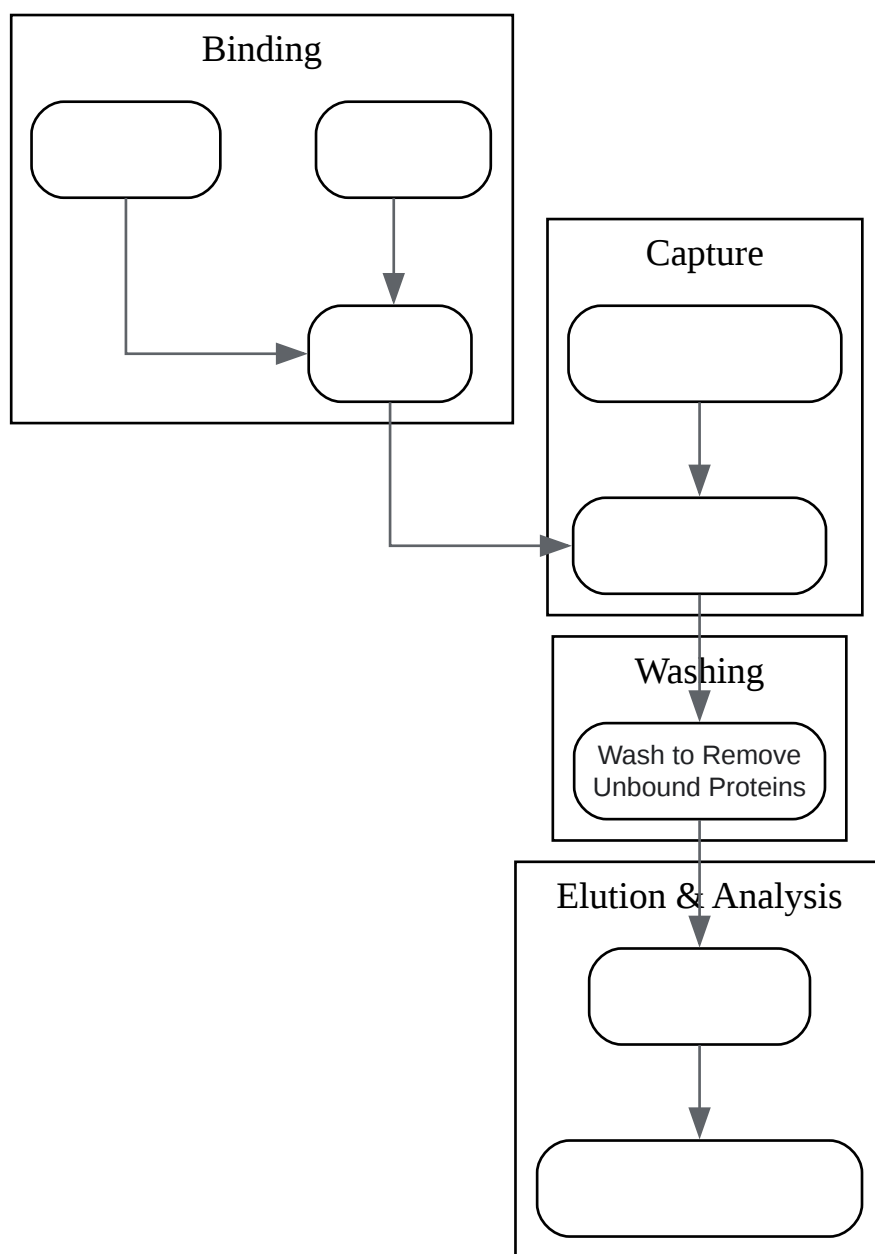 Binding
Capture
Washing
Wash to Remove
Unbound Proteins
Elution & Analysis